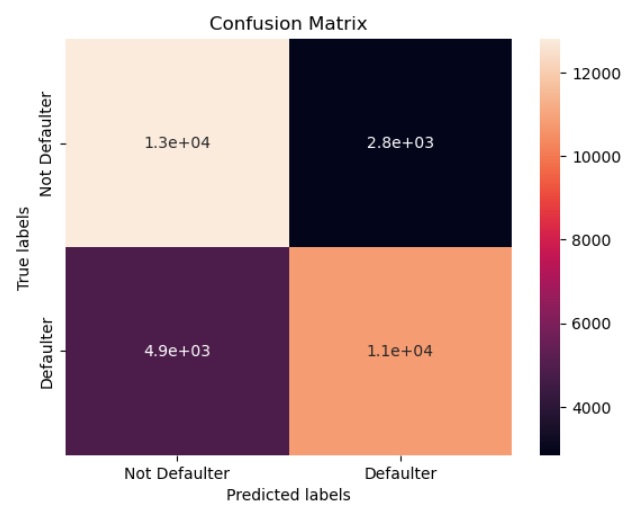 Confusion Matrix
True labels
Not Defaulter
Defaulter
1.3e+04
2.8e+03
4.9e+03
1.1e+04
Not Defaulter
Defaulter
Predicted labels
12000
10000
8000
6000
4000